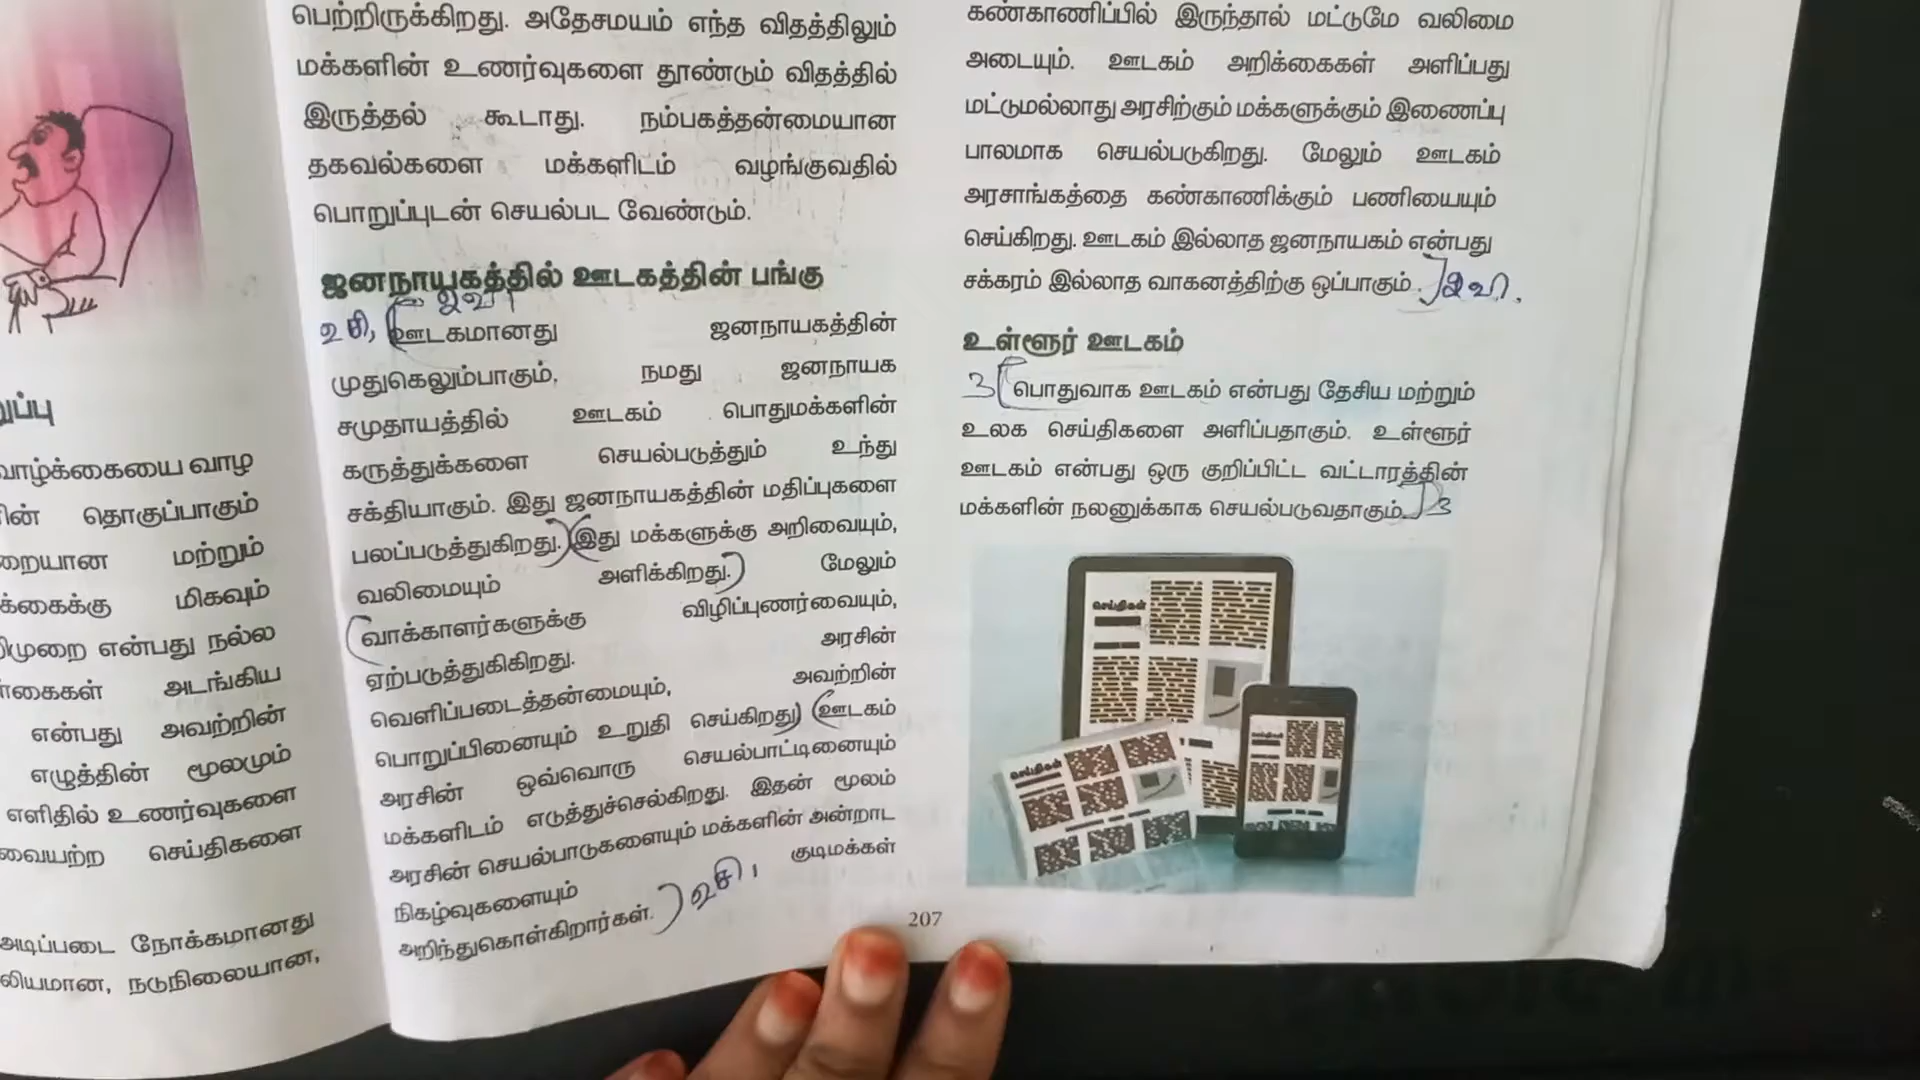 றுப்பு
வாழ்க்கையை வாழ
ின் தொகுப்பாகும்
றையான மற்றும்
க்கைக்கு மிகவும்
ிமுறை என்பது நல்ல
கைகள் அடங்கிய
என்பது அவற்றின்
எழுத்தின் மூலமும்
எளிதில் உணர்வுகளை
வையற்ற செய்திகளை
அடிப்படை நோக்கமானது
லியமான, நடுநிலையான,
பெற்றிருக்கிறது. அதேசமயம் எந்த விதத்திலும்
மக்களின் உணர்வுகளை தூண்டும் விதத்தில்
இருத்தல் கூடாது. நம்பகத்தன்மையான
தகவல்களை மக்களிடம் வழங்குவதில்
பொறுப்புடன் செயல்பட வேண்டும்.
ஜனநாயகத்தில் ஊடகத்தின் பங்கு
ஊடகமானது ஜனநாயகத்தின்
முதுகெலும்பாகும், நமது ஜனநாயக
சமுதாயத்தில் ஊடகம் பொதுமக்களின்
கருத்துக்களை செயல்படுத்தும் உந்து
சக்தியாகும். இது ஜனநாயகத்தின் மதிப்புகளை
பலப்படுத்துகிறது. இது மக்களுக்கு அறிவையும்,
வலிமையும் அளிக்கிறது. மேலும்
வாக்காளர்களுக்கு விழிப்புணர்வையும்,
ஏற்படுத்துகிகிறது. அரசின்
வெளிப்படைத்தன்மையும், அவற்றின்
பொறுப்பினையும் உறுதி செய்கிறது ஊடகம்
அரசின் ஒவ்வொரு செயல்பாட்டினையும்
மக்களிடம் எடுத்துச்செல்கிறது. இதன் மூலம்
அரசின் செயல்பாடுகளையும் மக்களின் அன்றாட
நிகழ்வுகளையும் குடிமக்கள்
அறிந்துகொள்கிறார்கள்.
கண்காணிப்பில் இருந்தால் மட்டுமே வலிமை
அடையும். ஊடகம் அறிக்கைகள் அளிப்பது
மட்டுமல்லாது அரசிற்கும் மக்களுக்கும் இணைப்பு
பாலமாக செயல்படுகிறது. மேலும் ஊடகம்
அரசாங்கத்தை கண்காணிக்கும் பணியையும்
செய்கிறது. ஊடகம் இல்லாத ஜனநாயகம் என்பது
சக்கரம் இல்லாத வாகனத்திற்கு ஒப்பாகும்.
உள்ளூர் ஊடகம்
3 பொதுவாக ஊடகம் என்பது தேசிய மற்றும்
உலக செய்திகளை அளிப்பதாகும். உள்ளூர்
ஊடகம் என்பது ஒரு குறிப்பிட்ட வட்டாரத்தின்
மக்களின் நலனுக்காக செயல்படுவதாகும். 3
செய்திகள்
செய்திகள்
செய்திகள்
207